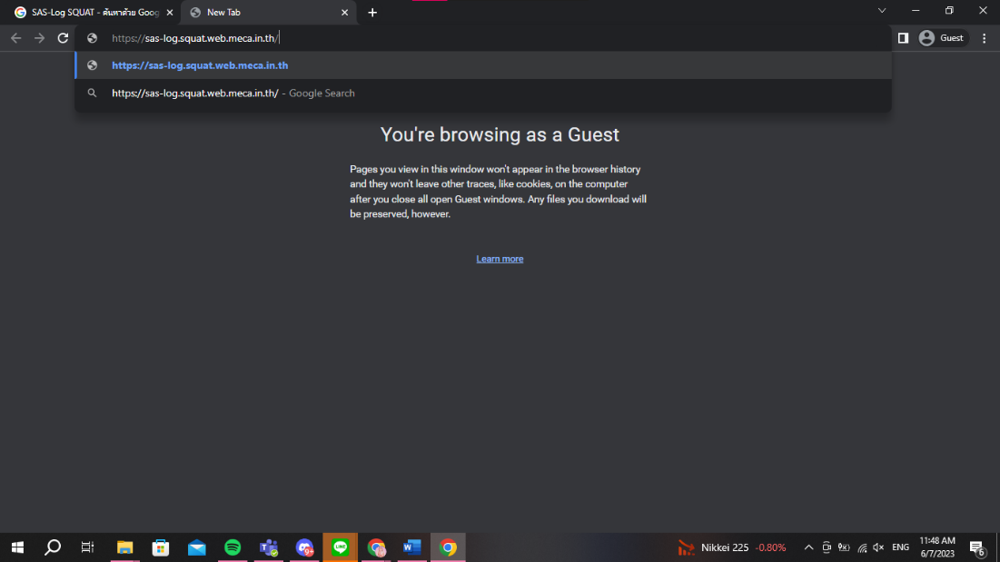 SAS-Log SQUAT - ค้นหาด้วย Goog
New Tab
https://sas-log.squat.web.meca.in.th/
Guest
https://sas-log.squat.web.meca.in.th
https://sas-log.squat.web.meca.in.th/ - Google Search
You're browsing as a Guest
Pages you view in this window won't appear in the browser history
and they won't leave other traces, like cookies, on the computer
after you close all open Guest windows. Any files you download will
be preserved, however.
Learn more
9+
LINE
W
Nikkei 225 -0.80%
ENG
11:48 AM
6/7/2023
6